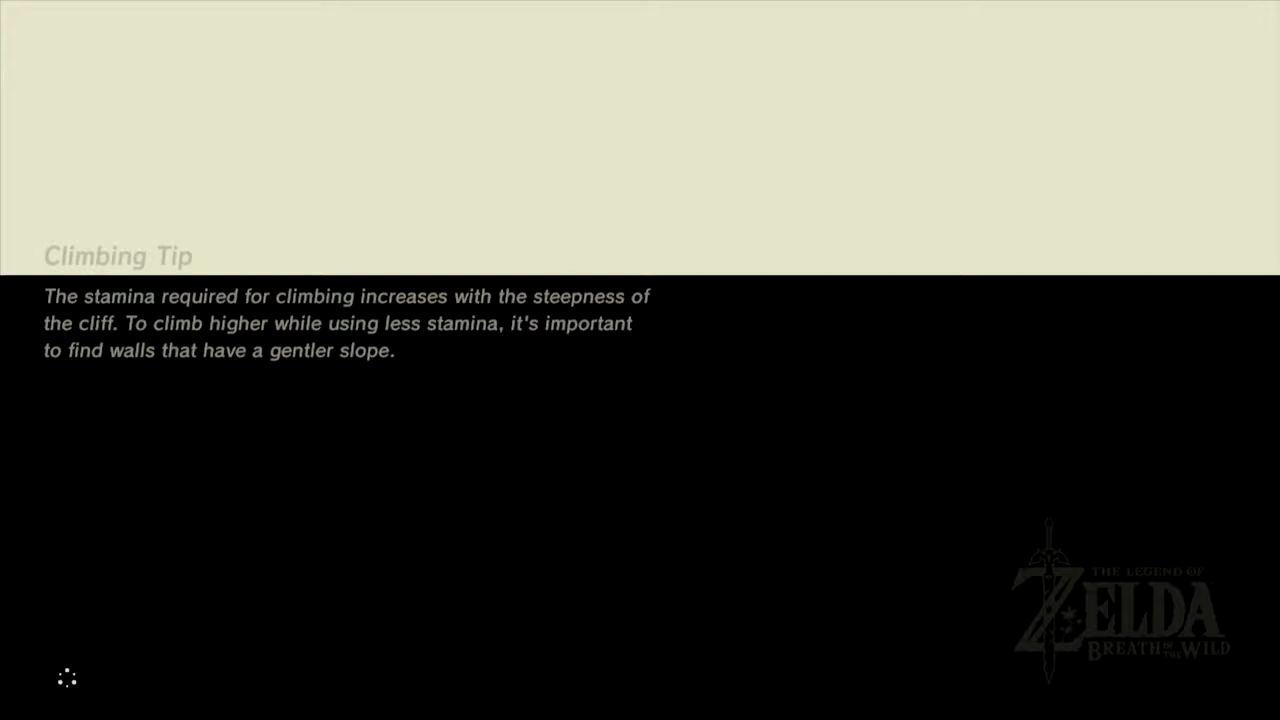 Climbing Tip
The stamina required for climbing increases with the steepness of
the cliff. To climb higher while using less stamina, it's important
to find walls that have a gentler slope.
THE LEGEND OF
ZELDA
BREATH OF THE WILD